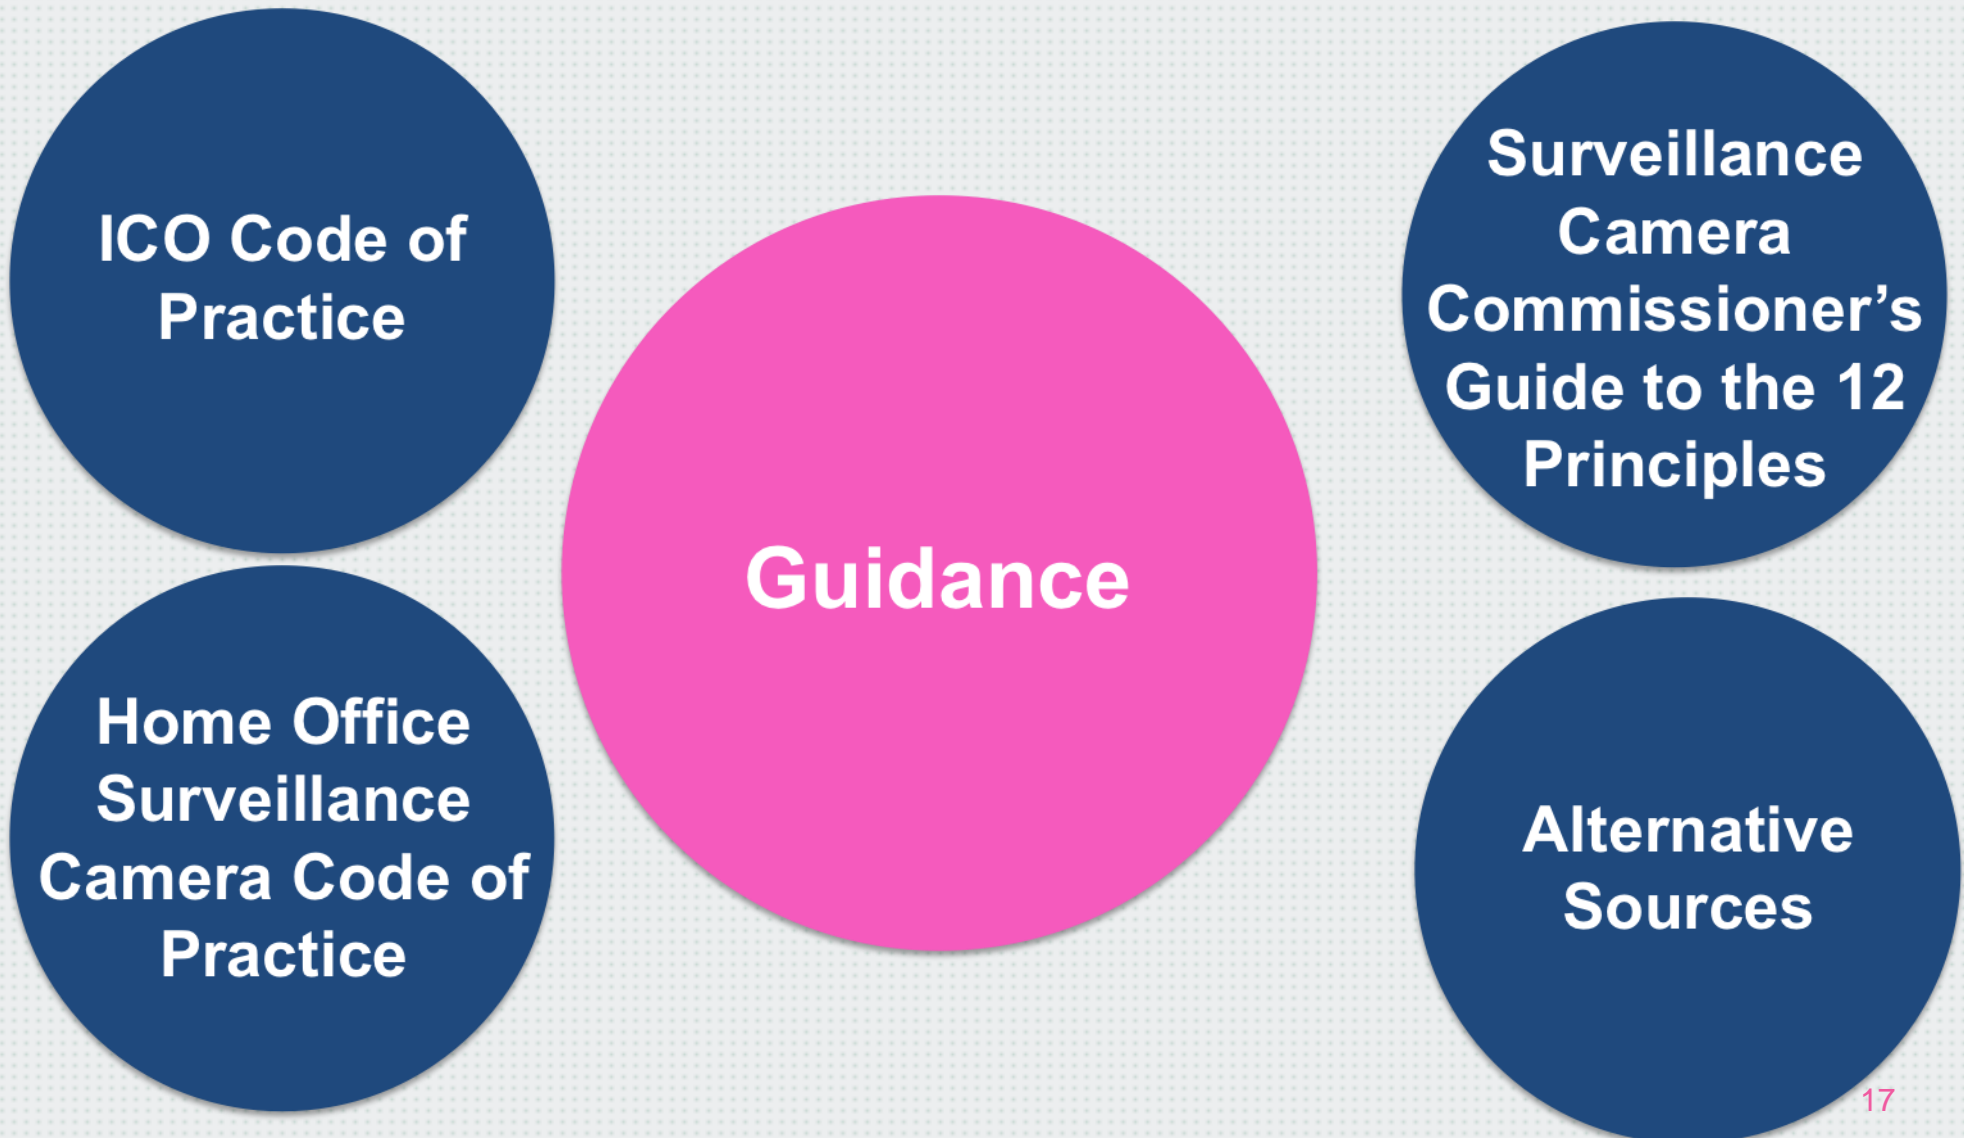 ICO Code of
Practice
Home Office
Surveillance
Camera Code of
Practice
Guidance
Surveillance
Camera
Commissioner’s
Guide to the 12
Principles
Alternative
Sources
17